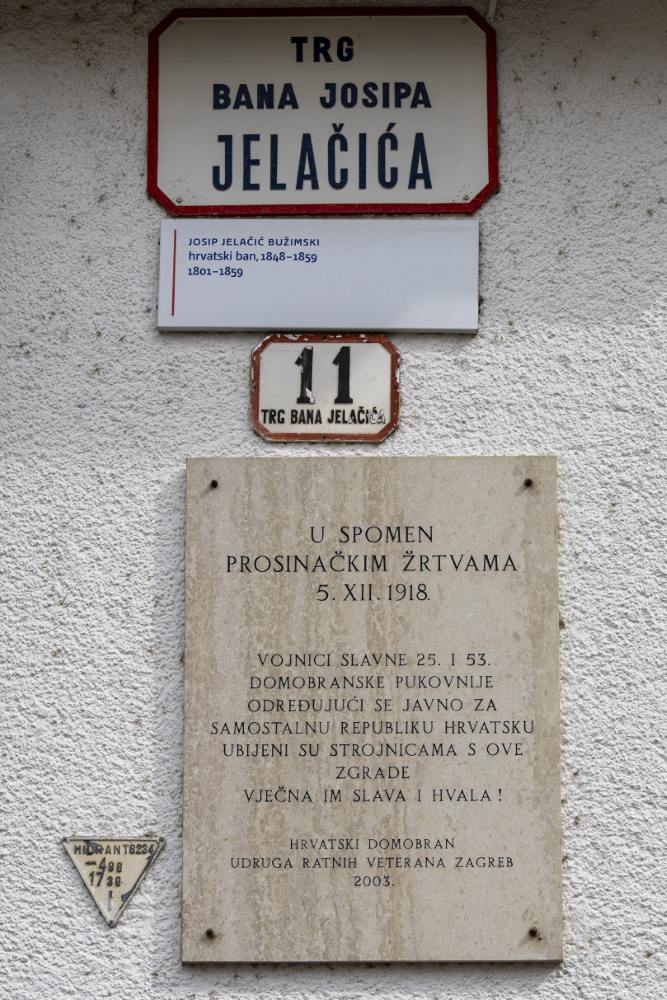 TRG
BANA JOSIPA
JELAČIĆA
JOSIP JELAČIĆ BUŽIMSKI
hrvatski ban, 1848–1859
1801–1859
11
TRG BANA JELAČIĆA
U SPOMEN
PROSINAČKIM ŽRTVAMA
5. XII. 1918.
VOJNICI SLAVNE 25. I 53.
DOMOBRANSKE PUKOVNIJE
ODREĐUJUĆI SE JAVNO ZA
SAMOSTALNU REPUBLIKU HRVATSKU
UBIJENI SU STROJNICAMA S OVE
ZGRADE
VJEČNA IM SLAVA I HVALA !
HRVATSKI DOMOBRAN
UDRUGA RATNIH VETERANA ZAGREB
2003.
HIDRANT 8234